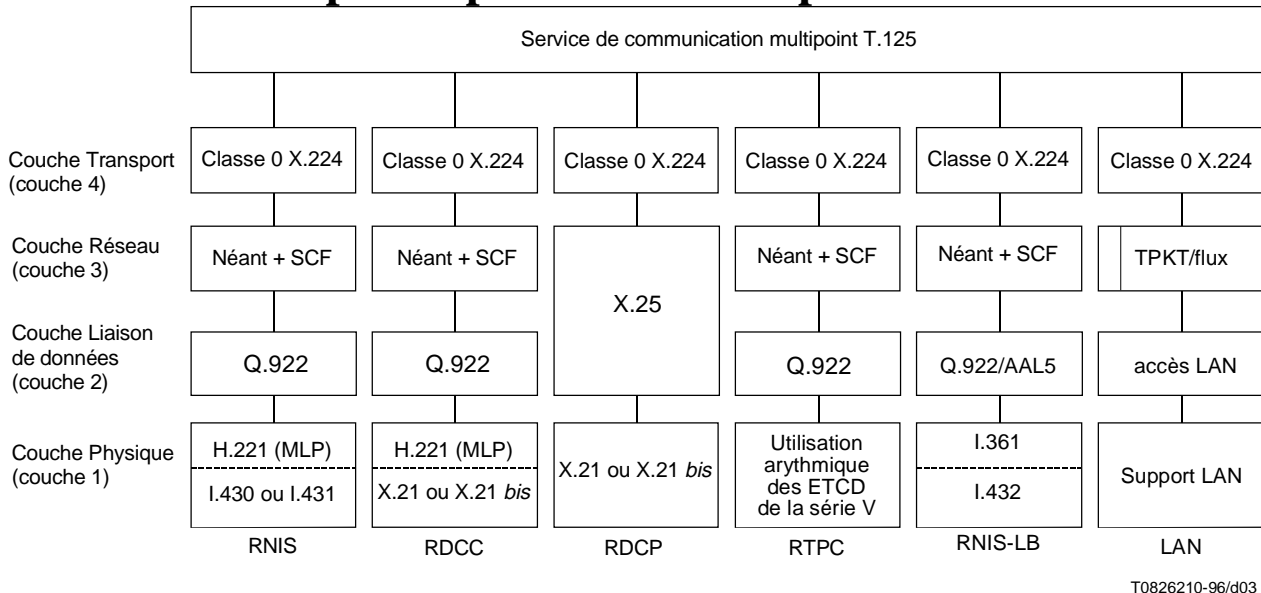 Service de communication multipoint T.125
Couche Transport
(couche 4)
Classe 0 X.224
Classe 0 X.224
Classe 0 X.224
Classe 0 X.224
Classe 0 X.224
Classe 0 X.224
Couche Réseau
(couche 3)
Néant + SCF
Néant + SCF
X.25
Néant + SCF
Néant + SCF
TPKT/flux
Couche Liaison
de données
(couche 2)
Q.922
Q.922
Q.922
Q.922/AAL5
accès LAN
Couche Physique
(couche 1)
H.221 (MLP)
I.430 ou I.431
H.221 (MLP)
X.21 ou X.21 bis
X.21 ou X.21 bis
Utilisation
arythmique
des ETCD
de la série V
I.361
I.432
Support LAN
RNIS
RDCC
RDCP
RTPC
RNIS-LB
LAN
T0826210-96/d03